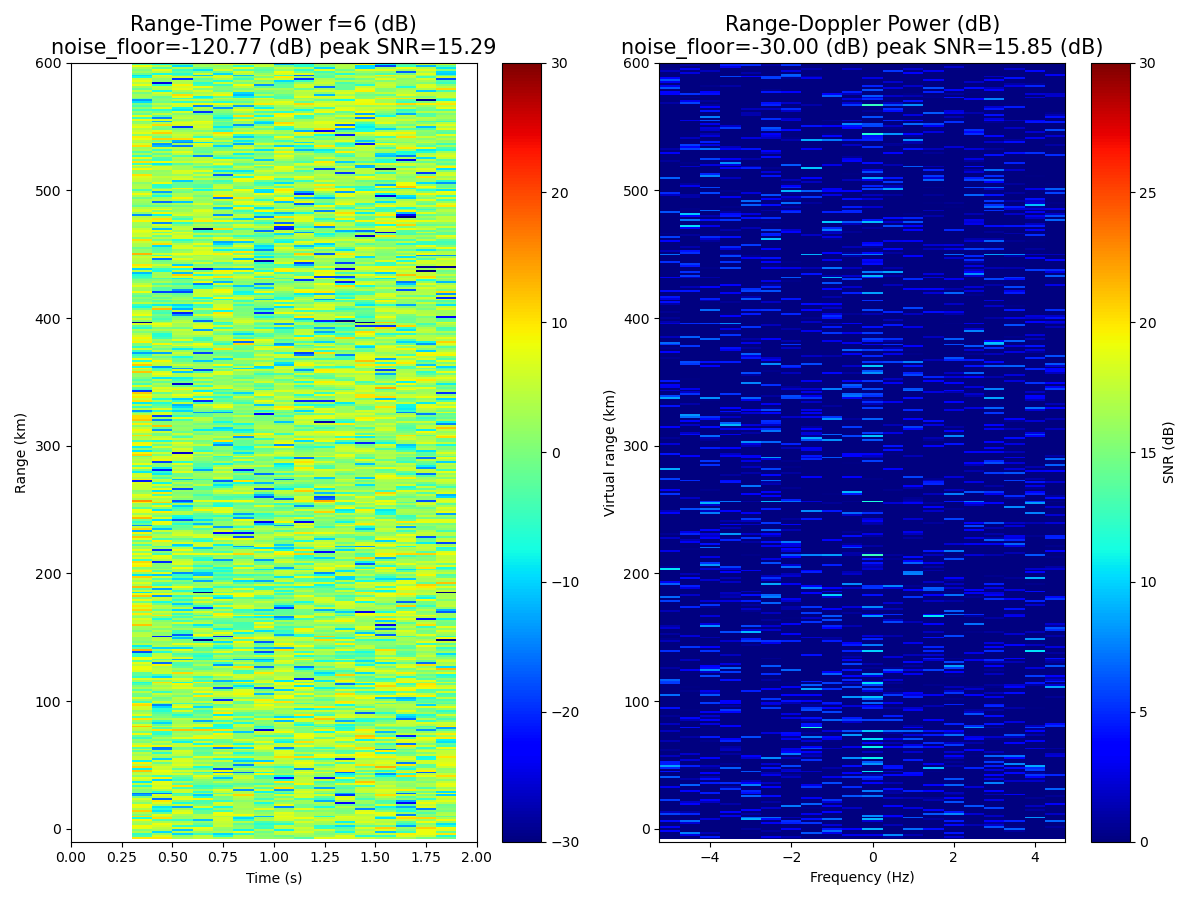 Range-Time Power f=6 (dB)
noise_floor=-120.77 (dB) peak SNR=15.29
Range-Doppler Power (dB)
noise_floor=-30.00 (dB) peak SNR=15.85 (dB)
600
500
400
300
200
100
0
Range (km)
0.00 0.25 0.50 0.75 1.00 1.25 1.50 1.75 2.00
Time (s)
30
20
10
0
−10
−20
−30
600
500
400
300
200
100
0
Virtual range (km)
−4 −2 0 2 4
Frequency (Hz)
30
25
20
15
10
5
0
SNR (dB)